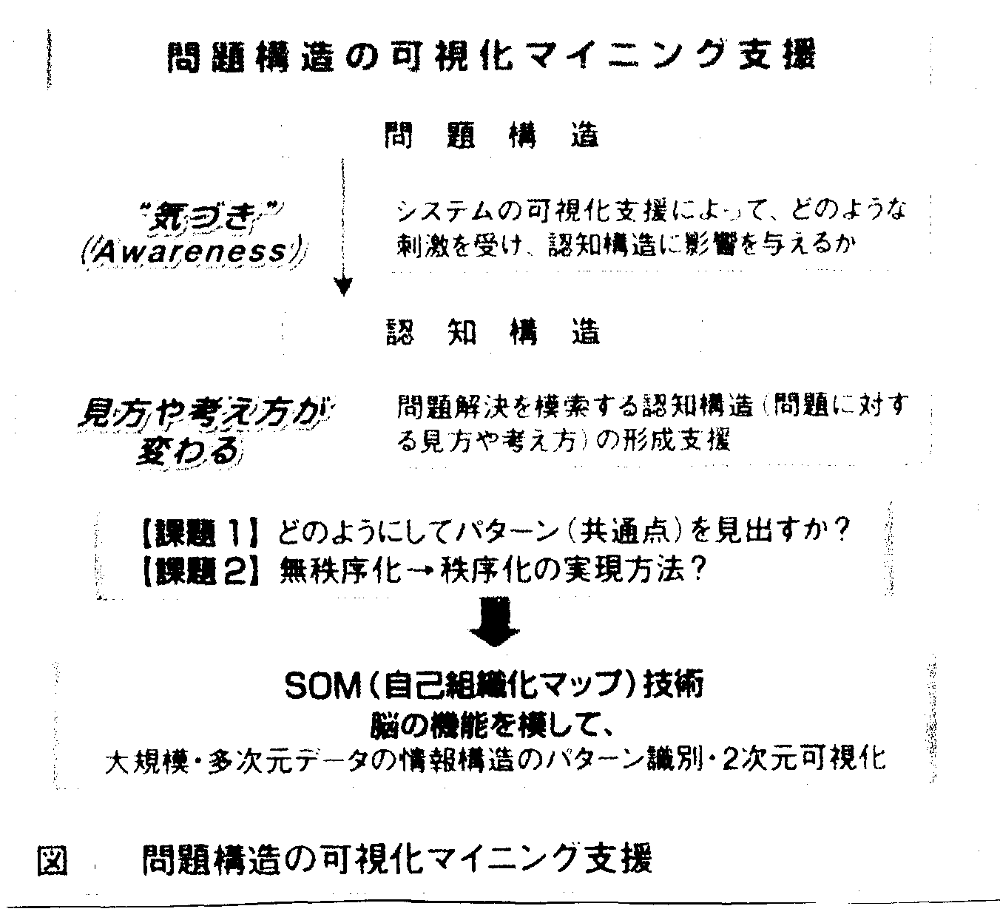 問題構造の可視化マイニング支援
問題構造
“気づき”
(Awareness)
システムの可視化支援によって、どのような
刺激を受け、認知構造に影響を与えるか
認知構造
見方や考え方が
変わる
問題解決を模索する認知構造(問題に対す
る見方や考え方)の形成支援
【課題1】どのようにしてパターン(共通点)を見出すか?
【課題2】無秩序化→秩序化の実現方法?
SOM(自己組織化マップ)技術
脳の機能を模して、
大規模・多次元データの情報構造のパターン識別・2次元可視化
図 問題構造の可視化マイニング支援